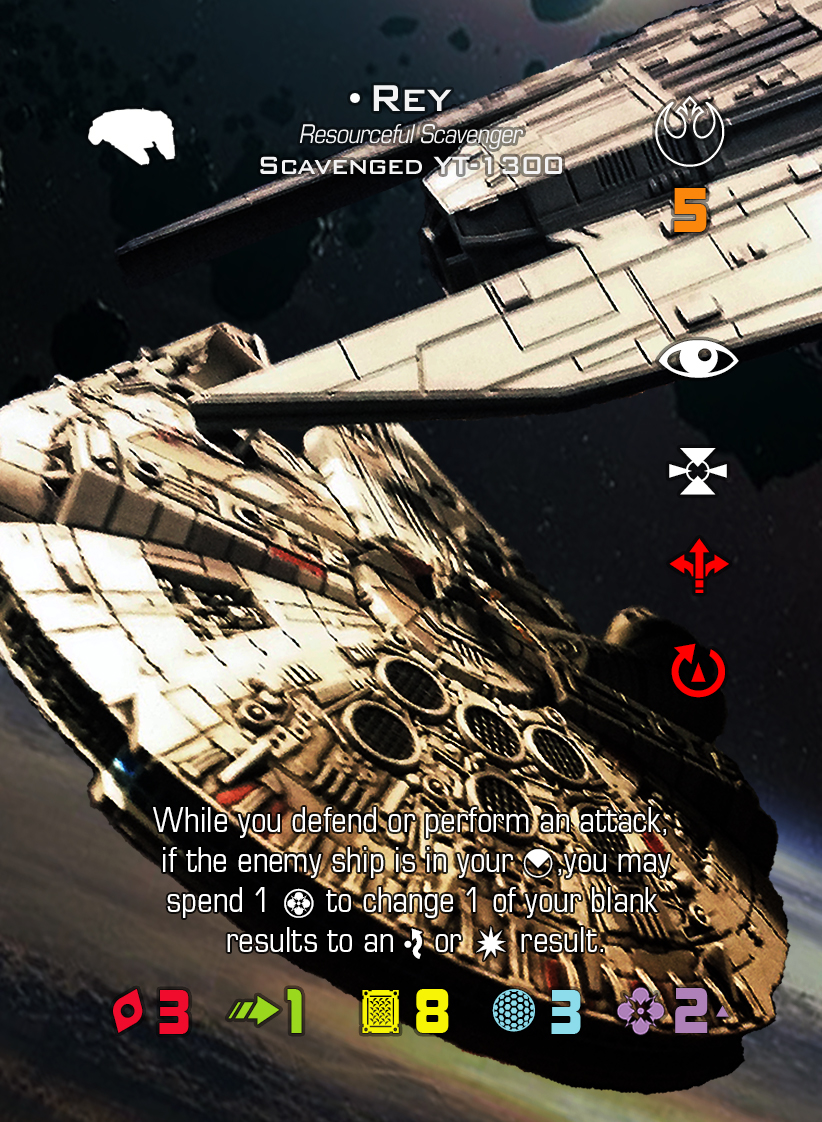 • REY
Resourceful Scavenger
SCAVENGED YT-1300
5
While you defend or perform an attack,
if the enemy ship is in your ,you may
spend 1 to change 1 of your blank
results to an or result.
3 1 8 3 2